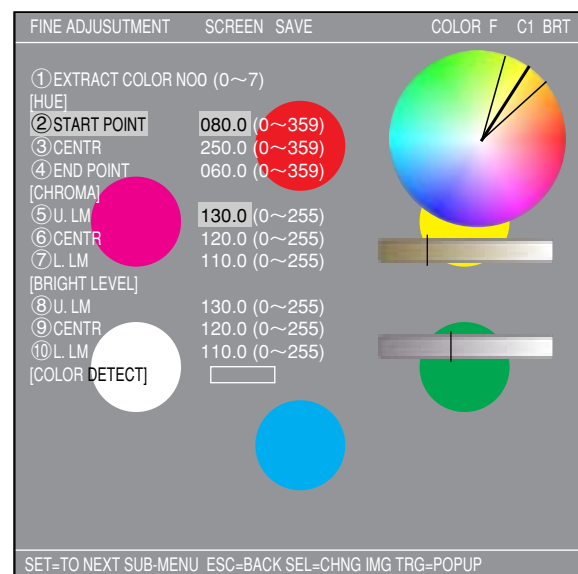 FINE ADJUSUTMENT SCREEN SAVE COLOR F C1 BRT
①EXTRACT COLOR NO0 (0～7)
[HUE]
②START POINT 080.0 (0～359)
③CENTR 250.0 (0～359)
④END POINT 060.0 (0～359)
[CHROMA]
⑤U. LM 130.0 (0～255)
⑥CENTR 120.0 (0～255)
⑦L. LM 110.0 (0～255)
[BRIGHT LEVEL]
⑧U. LM 130.0 (0～255)
⑨CENTR 120.0 (0～255)
⑩L. LM 110.0 (0～255)
[COLOR DETECT]
SET=TO NEXT SUB-MENU ESC=BACK SEL=CHNG IMG TRG=POPUP